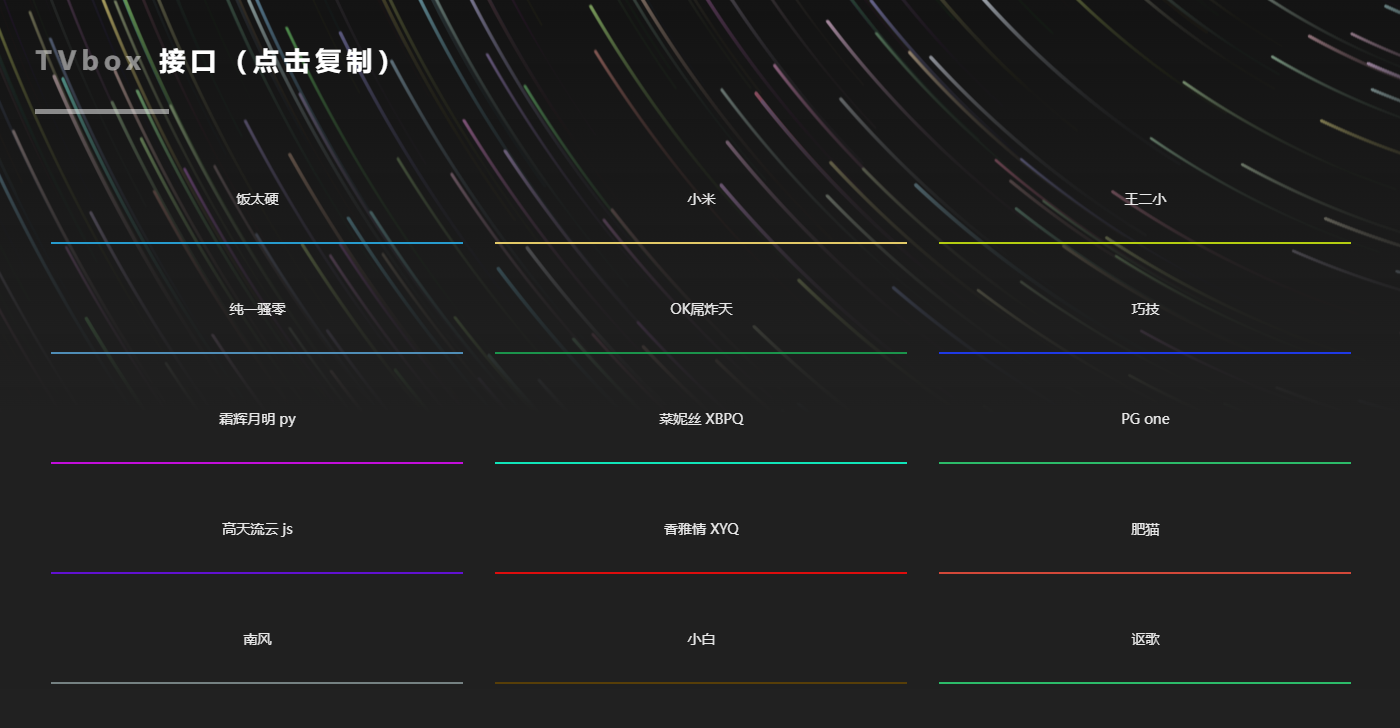 TVbox 接口（点击复制）
饭太硬
小米
王二小
纯一骚零
OK屌炸天
巧技
霜辉月明 py
菜妮丝 XBPQ
PG one
高天流云 js
香雅情 XYQ
肥猫
南风
小白
讴歌